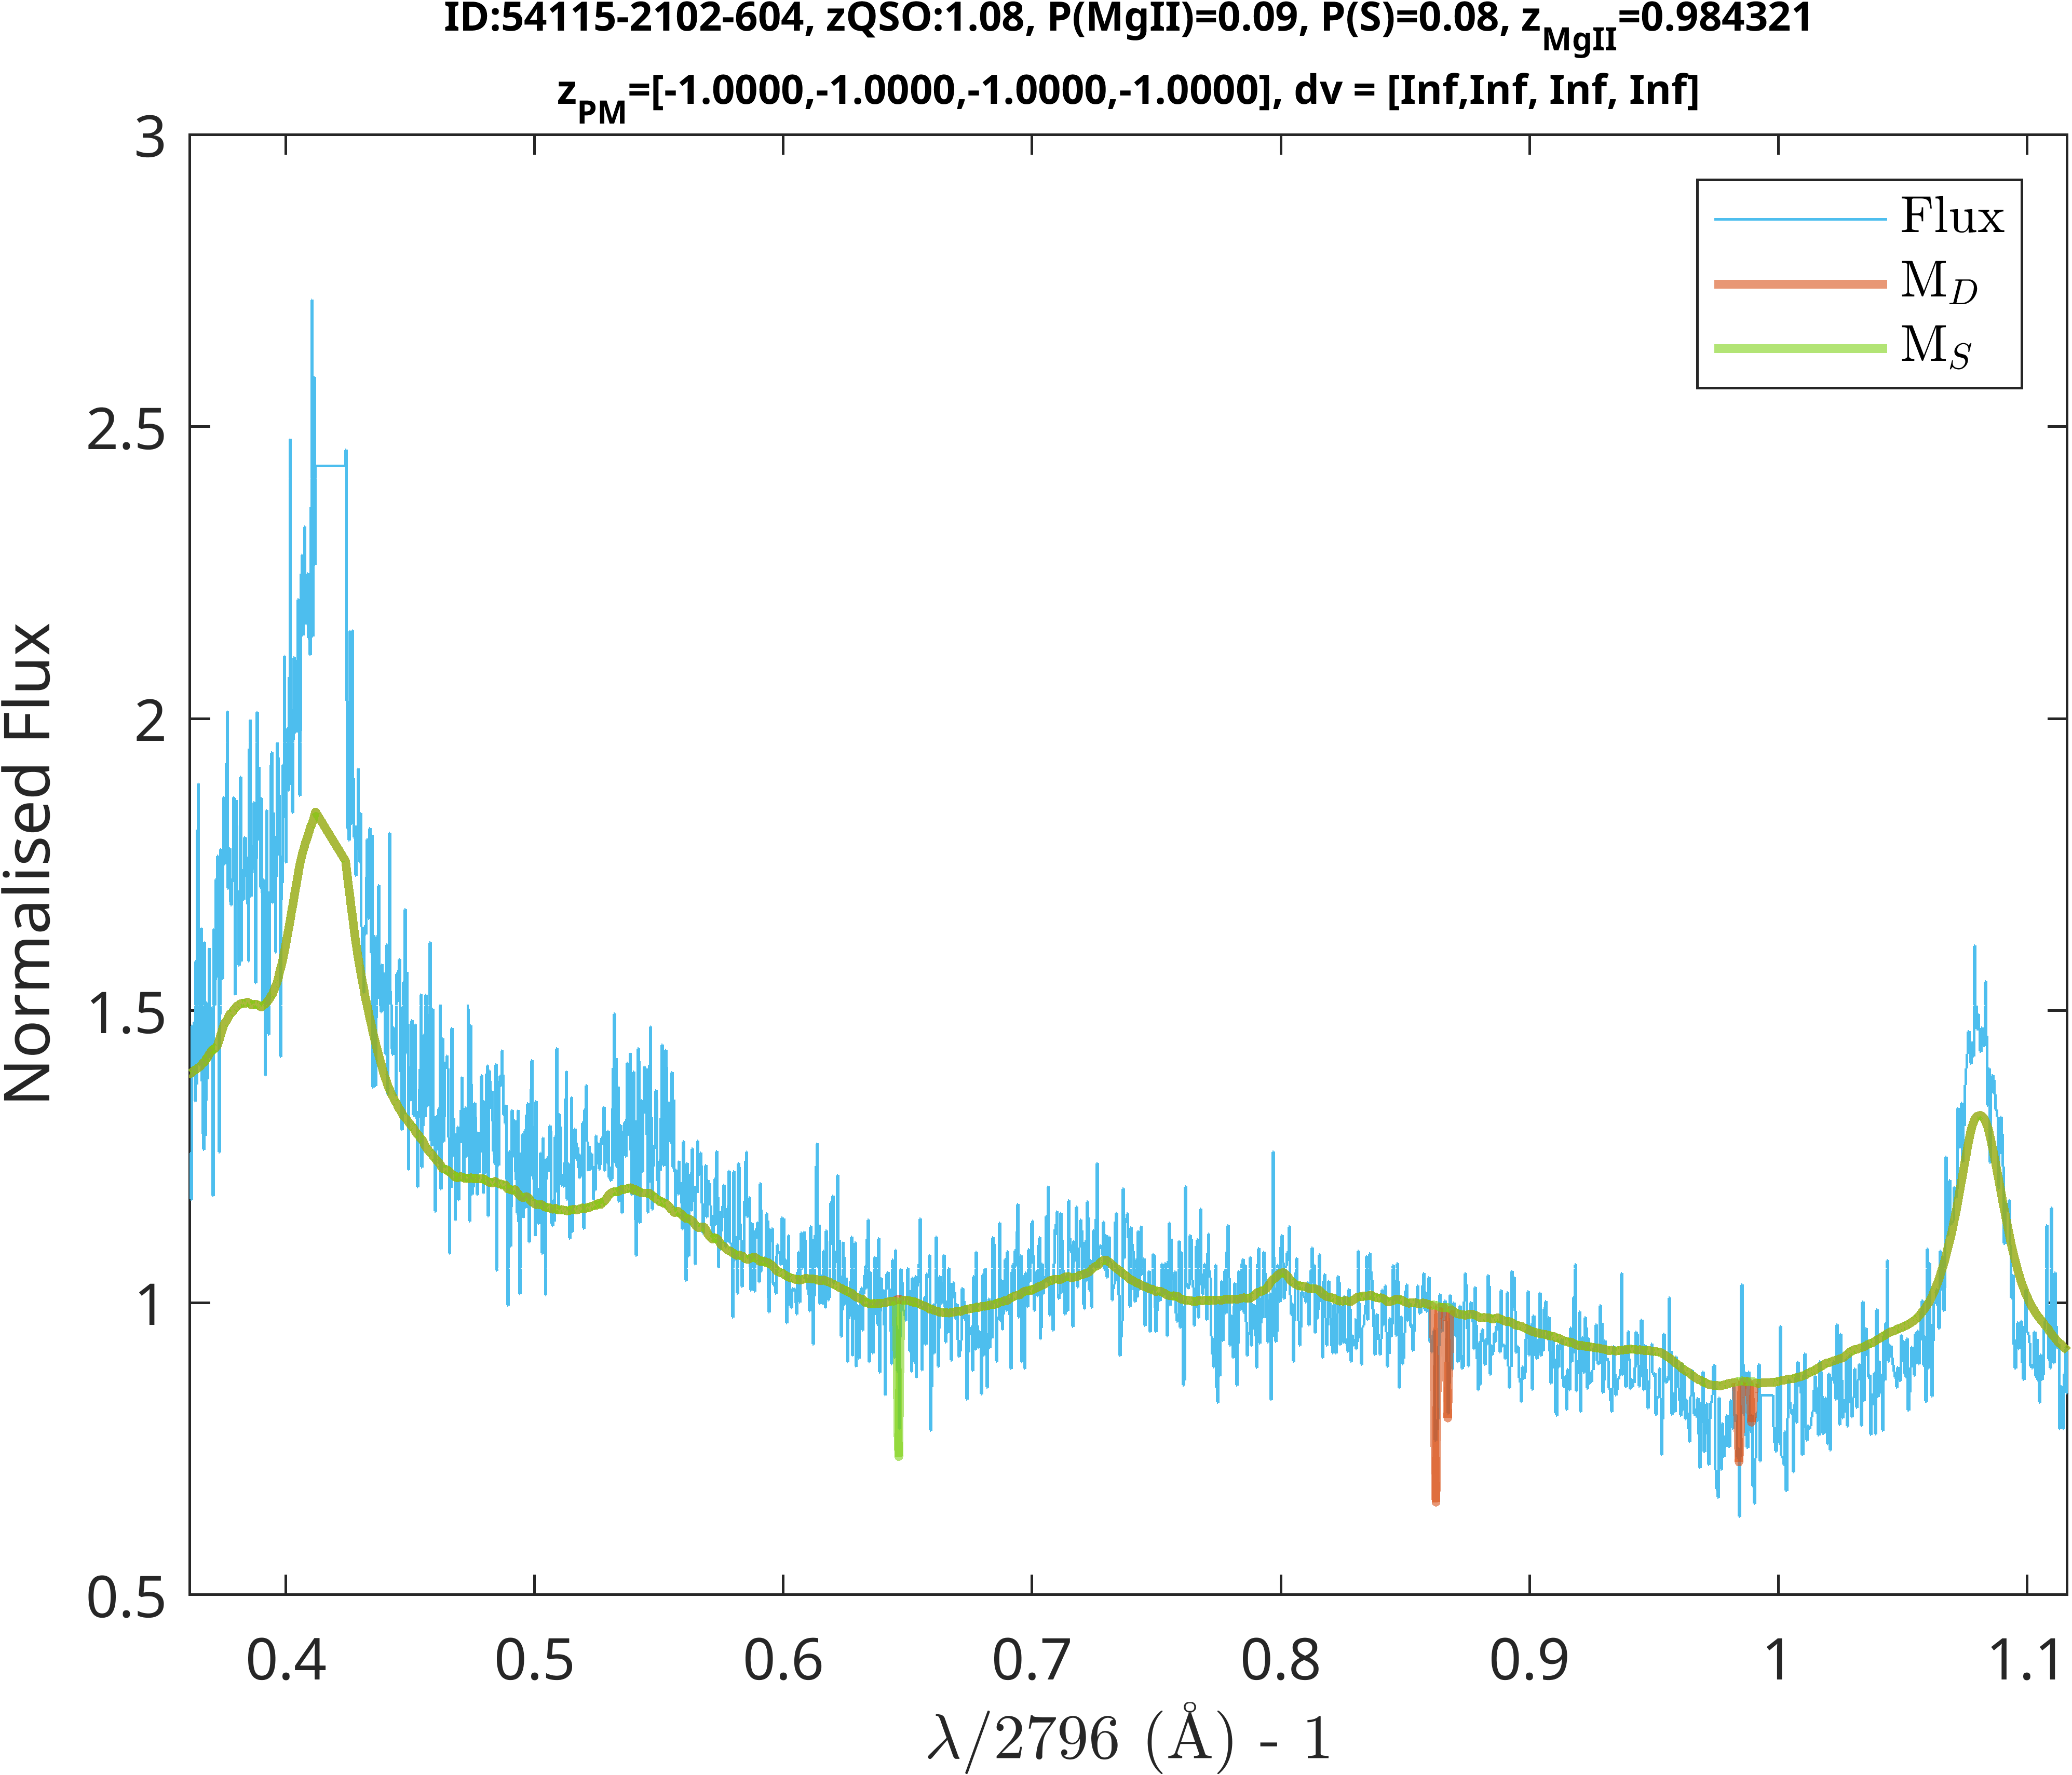 ID:54115-2102-604, zQSO:1.08, P(MgII)=0.09, P(S)=0.08, zMgII=0.984321
zPM=[-1.0000,-1.0000,-1.0000,-1.0000], dv = [Inf,Inf, Inf, Inf]
3
2.5
2
1.5
1
0.5
Normalised Flux
Flux
MD
MS
0.4 0.5 0.6 0.7 0.8 0.9 1 1.1
λ/2796 (Å) - 1